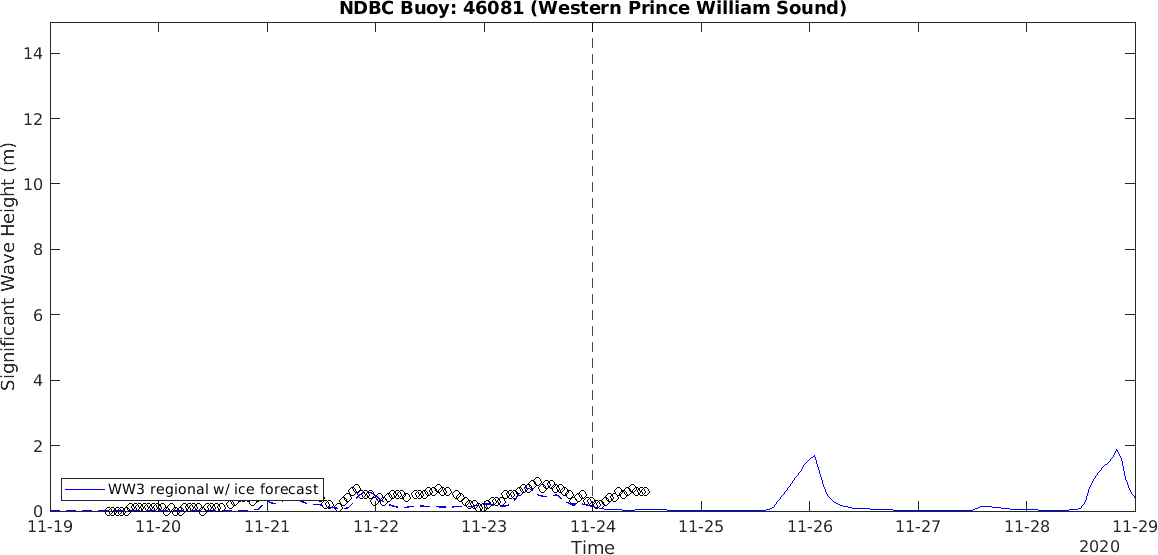 NDBC Buoy: 46081 (Western Prince William Sound)
Significant Wave Height (m)
14
12
10
8
6
4
2
0
WW3 regional w/ ice forecast
11-19 11-20 11-21 11-22 11-23 11-24 11-25 11-26 11-27 11-28 11-29
Time
2020